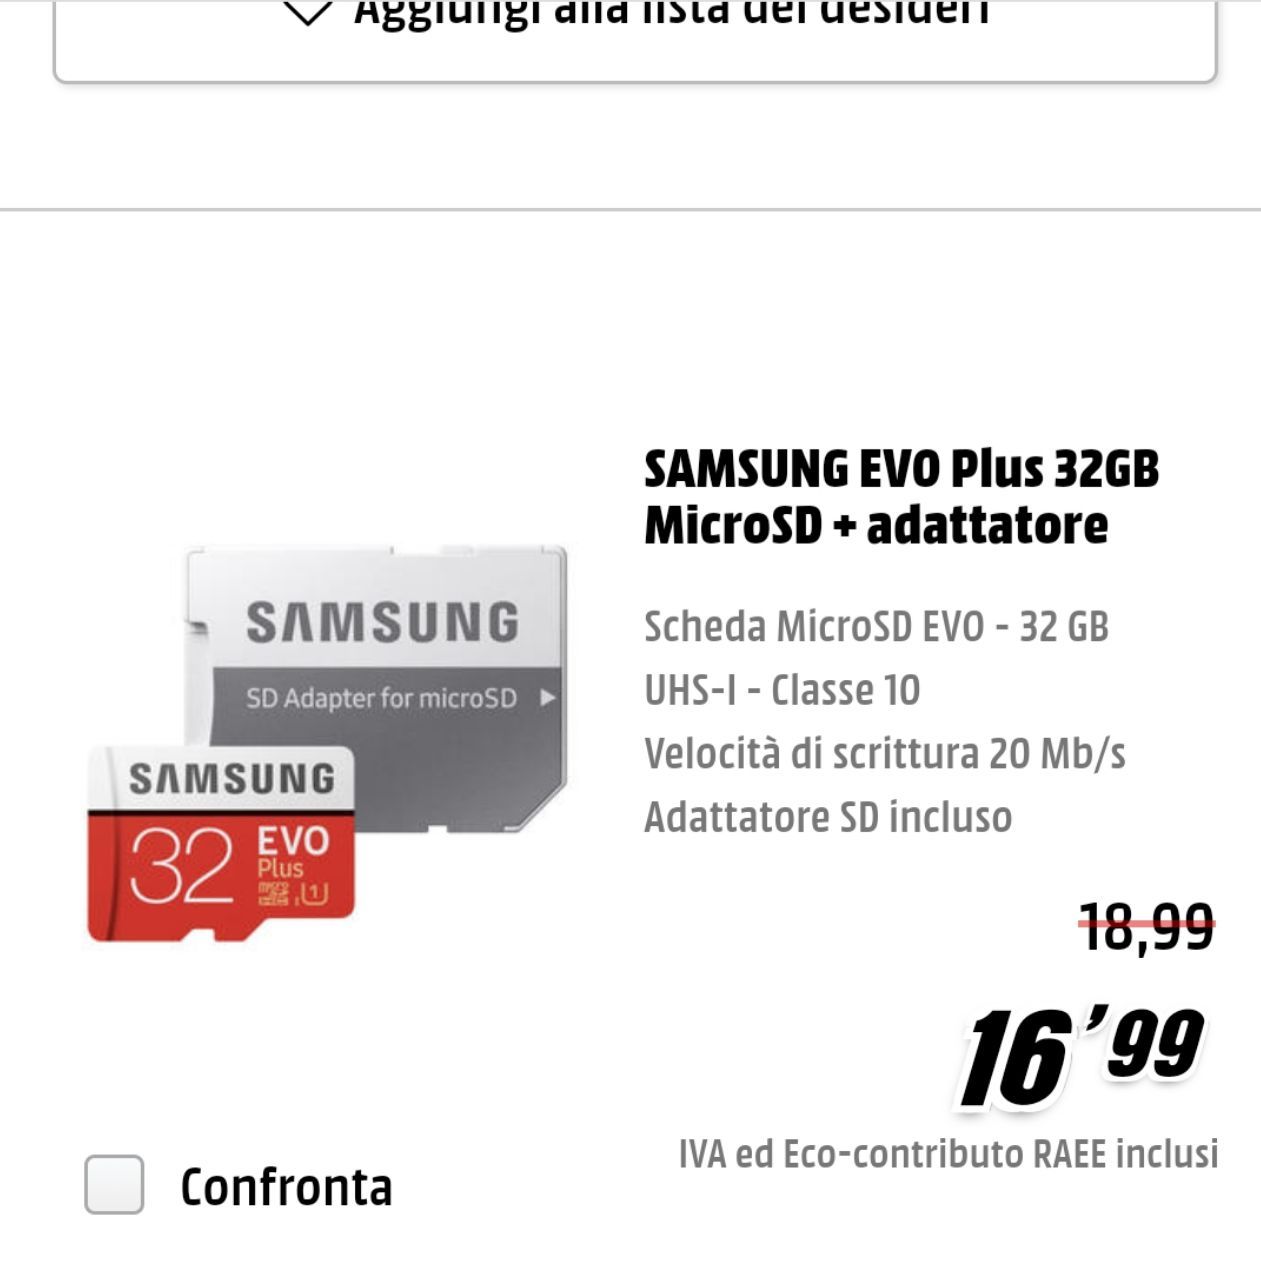 Aggiungi alla lista dei desideri
SAMSUNG EVO Plus 32GB
MicroSD + adattatore
Scheda MicroSD EVO - 32 GB
UHS-I - Classe 10
Velocità di scrittura 20 Mb/s
Adattatore SD incluso
SAMSUNG
SD Adapter for microSD
SAMSUNG
32 EVO
Plus
18,99
16’99
IVA ed Eco-contributo RAEE inclusi
Confronta